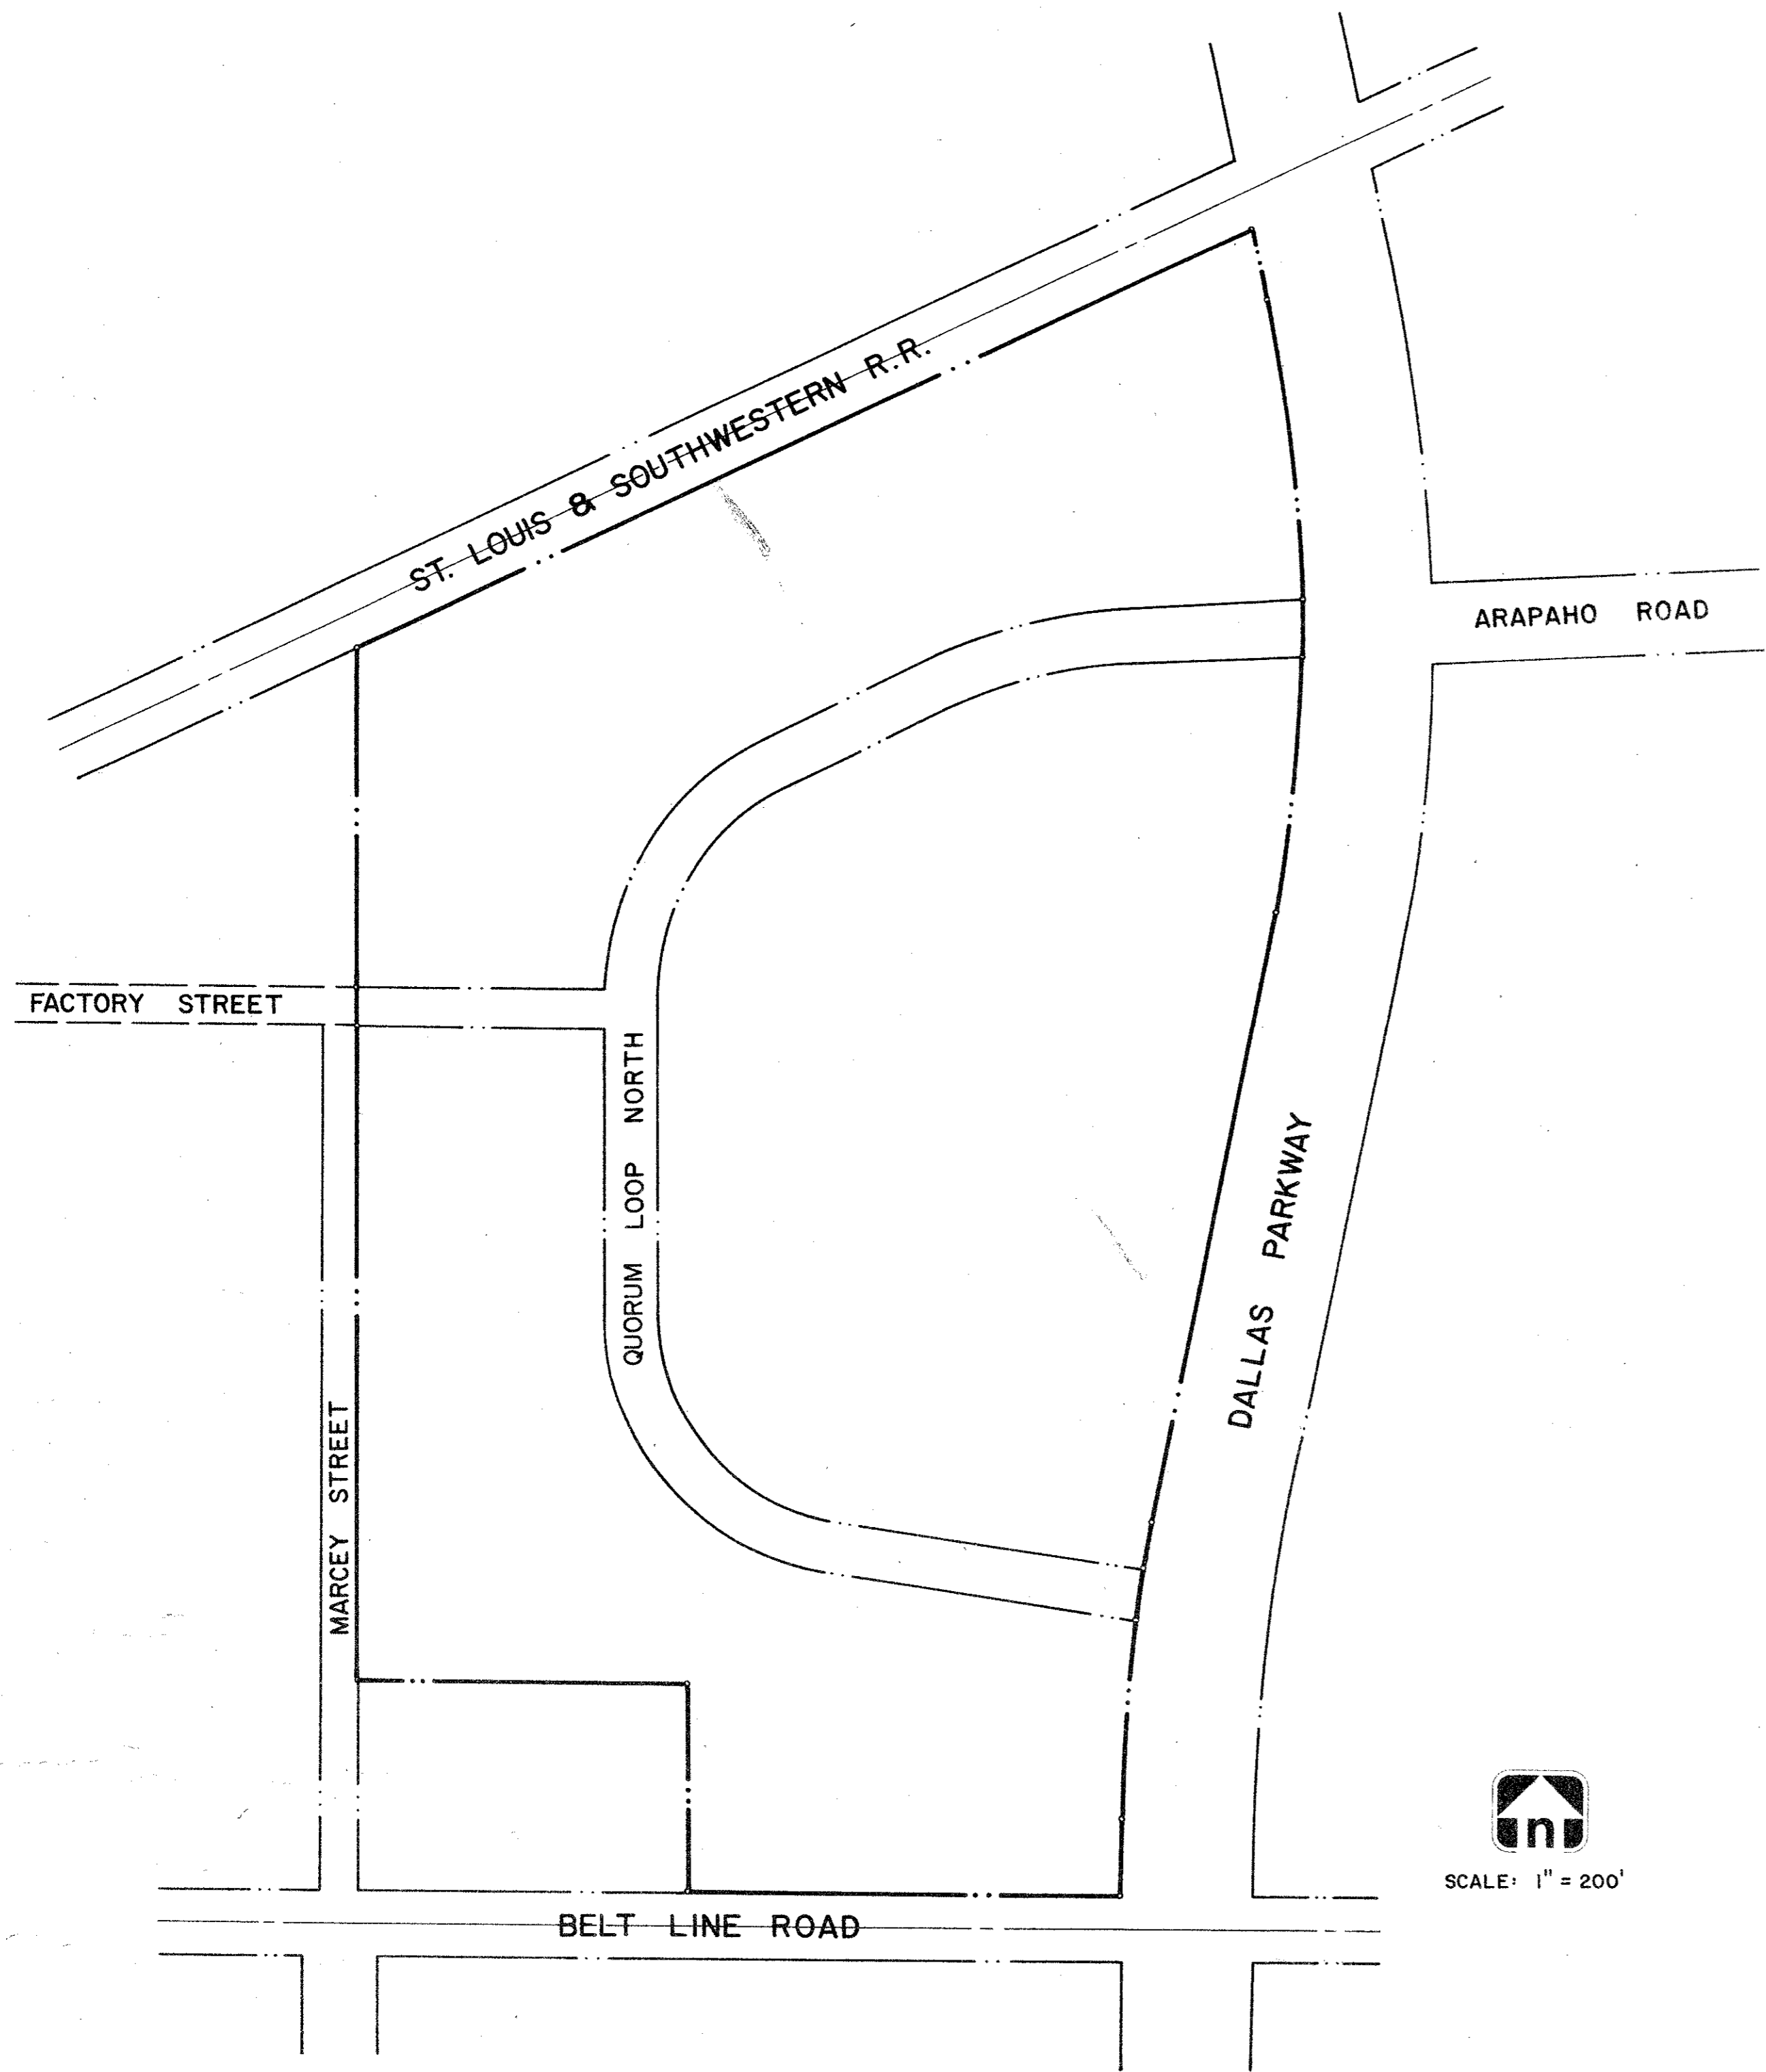 ST. LOUIS & SOUTHWESTERN R.R.
ARAPAHO ROAD
FACTORY STREET
QUORUM LOOP NORTH
DALLAS PARKWAY
MARCEY STREET
n
SCALE: 1" = 200'
BELT LINE ROAD